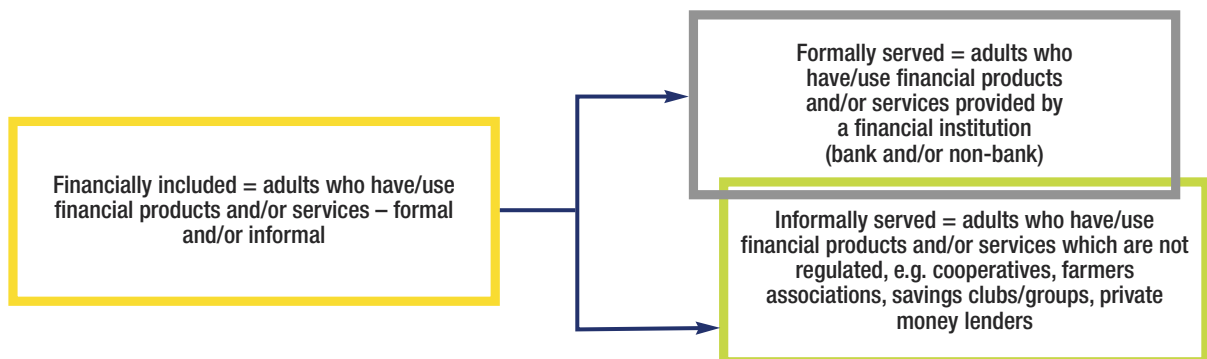 Financially included = adults who have/use
financial products and/or services – formal
and/or informal
Formally served = adults who
have/use financial products
and/or services provided by
a financial institution
(bank and/or non-bank)
Informally served = adults who have/use
financial products and/or services which are not
regulated, e.g. cooperatives, farmers
associations, savings clubs/groups, private
money lenders